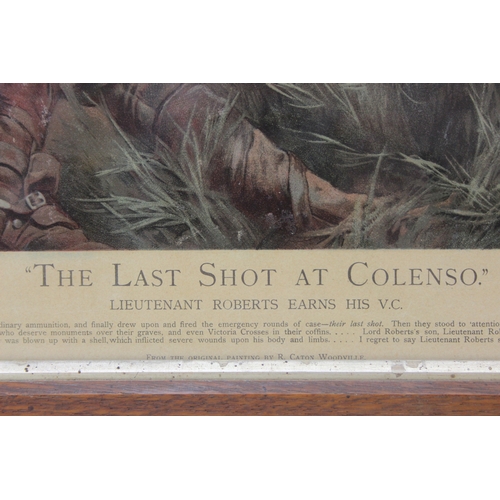 "THE LAST SHOT AT COLENSO."
LIEUTENANT ROBERTS EARNS HIS V.C.
ammunition, and finally drew upon and fired the emergency rounds of case—their last shot. Then they stood to 'attention
who deserve monuments over their graves, and even Victoria Crosses in their coffins. . . . . Lord Roberts's son, Lieutenant
was blown up with a shell, which inflicted severe wounds upon his body and limbs. . . . . I regret to say Lieutenant Roberts
FROM THE ORIGINAL PAINTING BY R. CATON WOODVILLE.